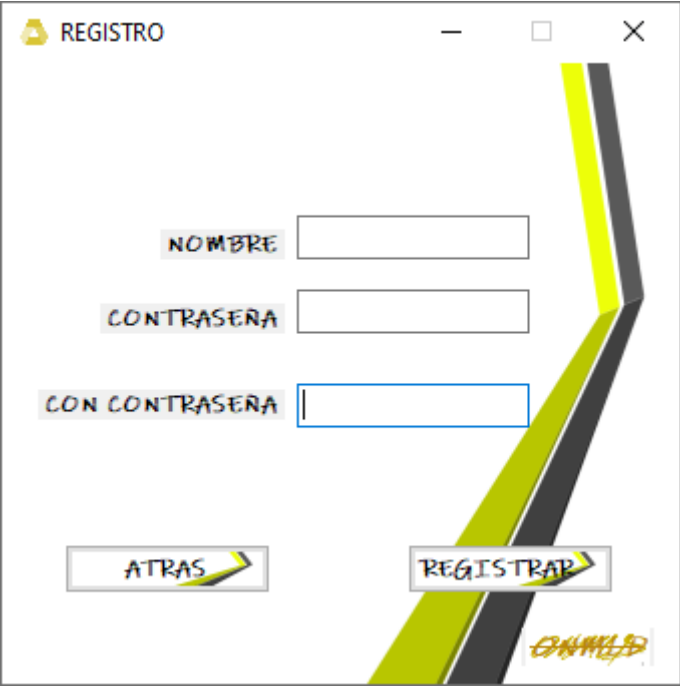 REGISTRO
NOMBRE
CONTRASEÑA
CON CONTRASEÑA
ATRAS
REGISTRAR